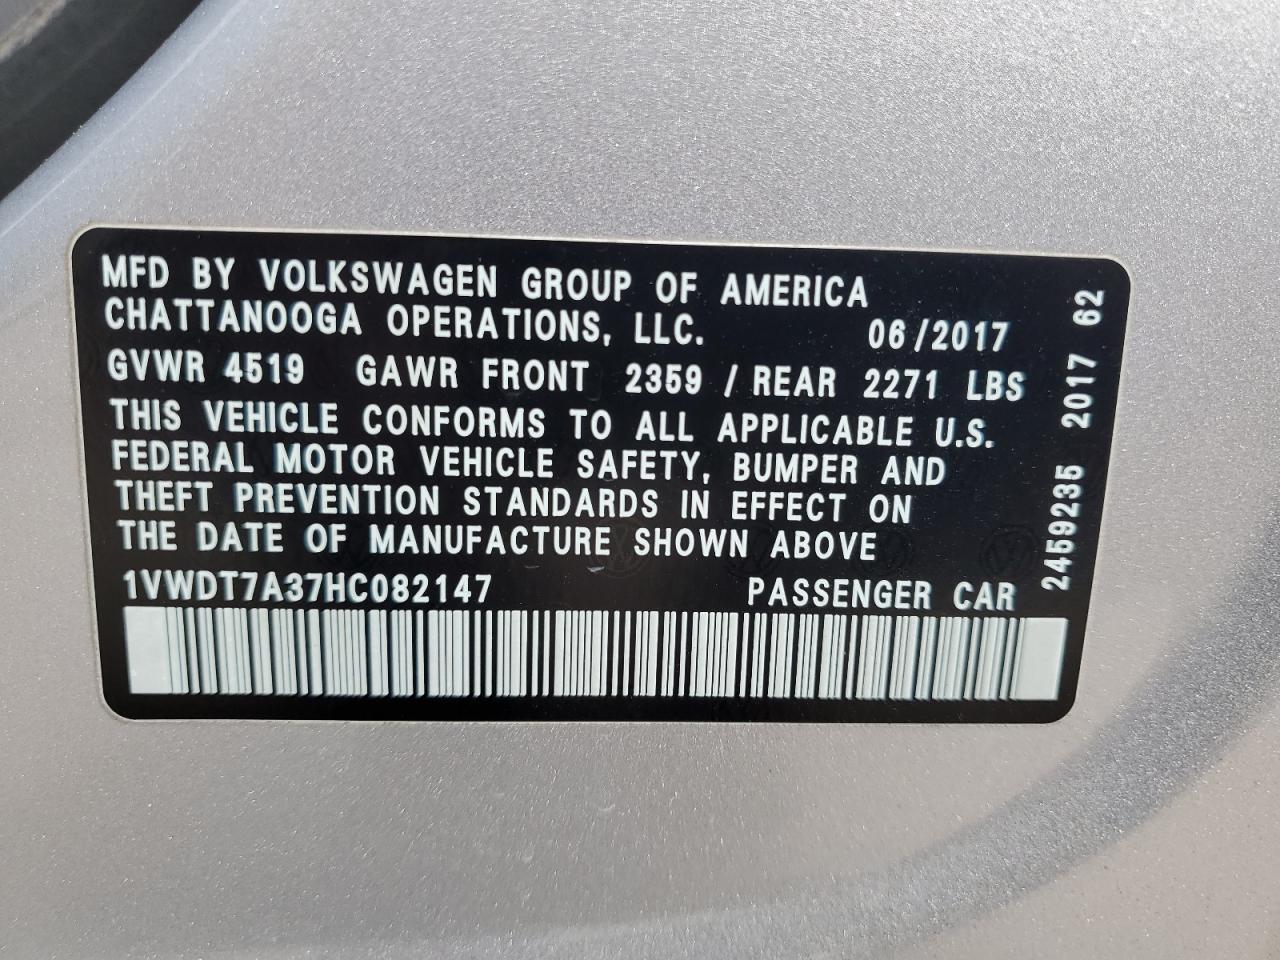 MFD BY VOLKSWAGEN GROUP OF AMERICA
CHATTANOOGA OPERATIONS, LLC. 06/2017
GVWR 4519 GAWR FRONT 2359 / REAR 2271 LBS
THIS VEHICLE CONFORMS TO ALL APPLICABLE U.S.
FEDERAL MOTOR VEHICLE SAFETY, BUMPER AND
THEFT PREVENTION STANDARDS IN EFFECT ON
THE DATE OF MANUFACTURE SHOWN ABOVE
1VWDT7A37HC082147 PASSENGER CAR
2459235 2017 62